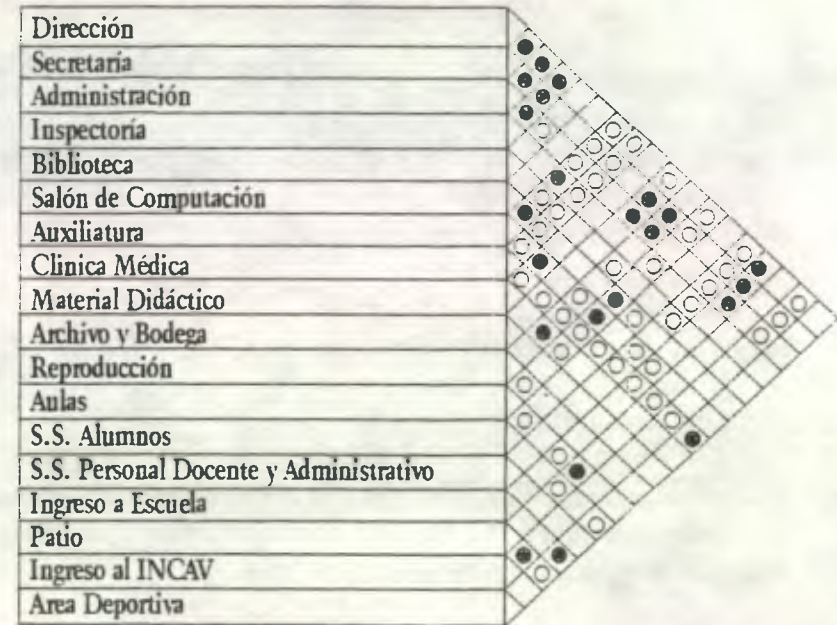 Dirección
Secretaría
Administración
Inspectoría
Biblioteca
Salón de Computación
Auxiliatura
Clinica Médica
Material Didáctico
Archivo y Bodega
Reproducción
Aulas
S.S. Alumnos
S.S. Personal Docente y Administrativo
Ingreso a Escuela
Patio
Ingreso al INCAV
Area Deportiva